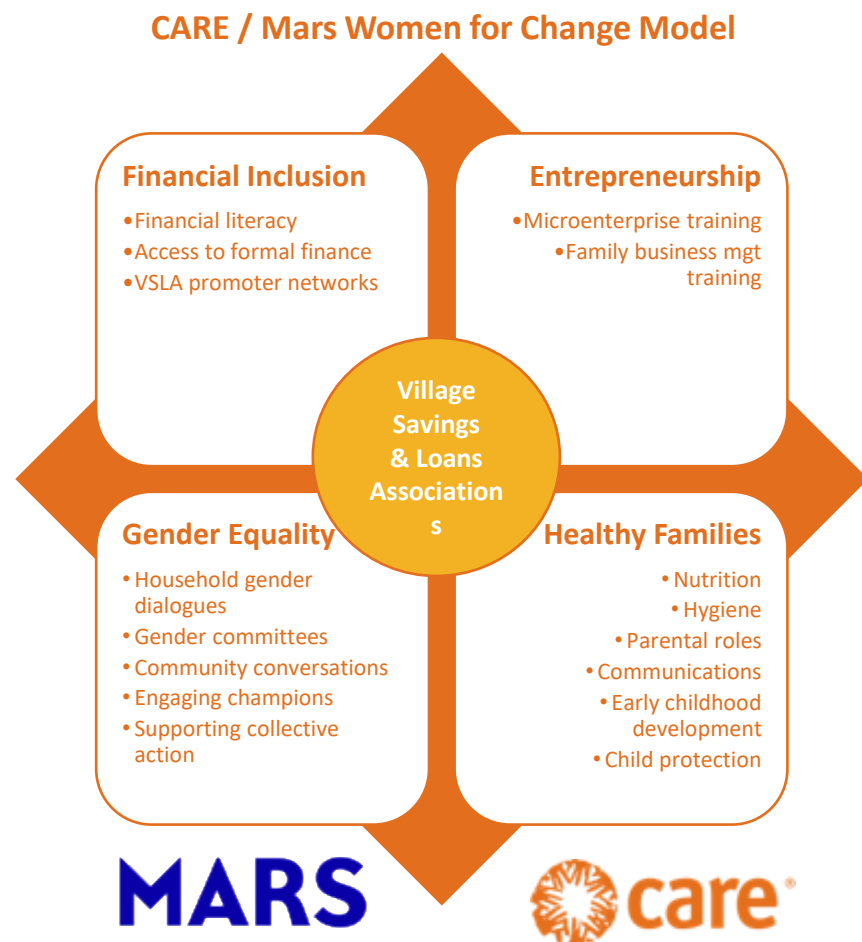 CARE / Mars Women for Change Model
Financial Inclusion
•Financial literacy
•Access to formal finance
•VSLA promoter networks
Entrepreneurship
•Microenterprise training
•Family business mgt
training
Village
Savings
& Loans
Association
s
Gender Equality
• Household gender
dialogues
• Gender committees
• Community conversations
• Engaging champions
• Supporting collective
action
Healthy Families
• Nutrition
• Hygiene
• Parental roles
• Communications
• Early childhood
development
• Child protection
MARS
care®